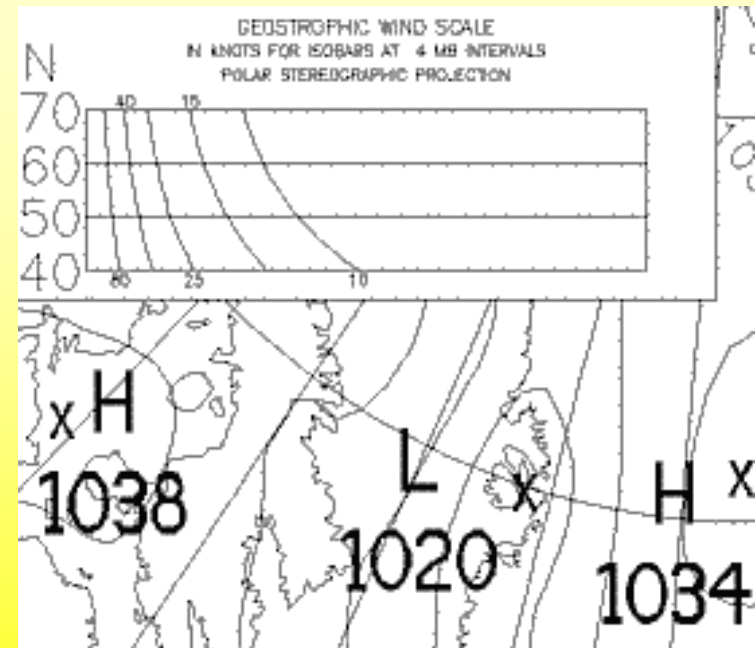 GEOSTROPHIC WIND SCALE
IN KNOTS FOR ISOBARS AT 4 MB INTERVALS
POLAR STEREOGRAPHIC PROJECTION
N
40 15
70
60
50
40
80 25 10
X H
1038
L
1020
X
H X
1034